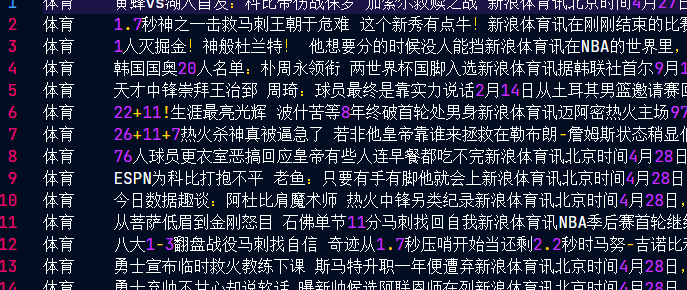 1 体育 黄蜂vs湖人首发：科比带伤战保罗 加索尔救赎之战 新浪体育讯北京时间4月27日
2 体育 1.7秒神之一击救马刺王朝于危难 这个新秀有点牛！新浪体育讯在刚刚结束的比赛
3 体育 1人灭掘金！神般杜兰特！ 他想要分的时候没人能挡新浪体育讯在NBA的世界里，
4 体育 韩国国奥20人名单：朴周永领衔 两世界杯国脚入选新浪体育讯据韩联社首尔9月1
5 体育 天才中锋崇拜王治郅 周琦：球员最终是靠实力说话2月14日从土耳其男篮邀请赛回
6 体育 22+11!生涯最亮光辉 波什苦等8年终破首轮处男身新浪体育讯迈阿密热火主场97
7 体育 26+11+7热火杀神真被逼急了 若非他皇帝靠谁来拯救在勒布朗-詹姆斯状态稍显低
8 体育 76人球员更衣室恶搞回应皇帝有些人连早餐都吃不完新浪体育讯北京时间4月28日
9 体育 ESPN为科比打抱不平 老鱼：只要有手有脚他就会上新浪体育讯北京时间4月28日
10 体育 今日数据趣谈：阿杜比肩魔术师 热火中锋另类纪录新浪体育讯北京时间4月28日，
11 体育 从菩萨低眉到金刚怒目 石佛单节11分马刺找回自我新浪体育讯NBA季后赛首轮继续
12 体育 八大1-3翻盘战役马刺找自信 奇迹从1.7秒压哨开始当还剩2.2秒时马努-吉诺比利
13 体育 勇士宣布临时救火教练下课 斯马特升职一年便遭弃新浪体育讯北京时间4月28日，
14 体育